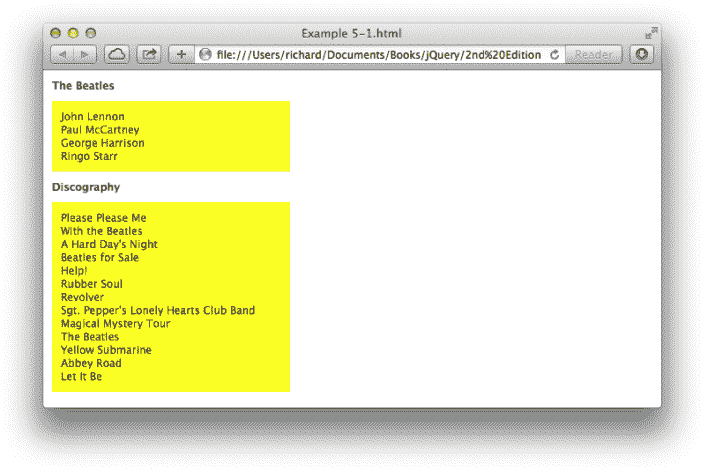 Example 5-1.html
file:///Users/richard/Documents/Books/jQuery/2nd%20Edition
Reader
The Beatles
John Lennon
Paul McCartney
George Harrison
Ringo Starr
Discography
Please Please Me
With the Beatles
A Hard Day's Night
Beatles for Sale
Help!
Rubber Soul
Revolver
Sgt. Pepper's Lonely Hearts Club Band
Magical Mystery Tour
The Beatles
Yellow Submarine
Abbey Road
Let It Be